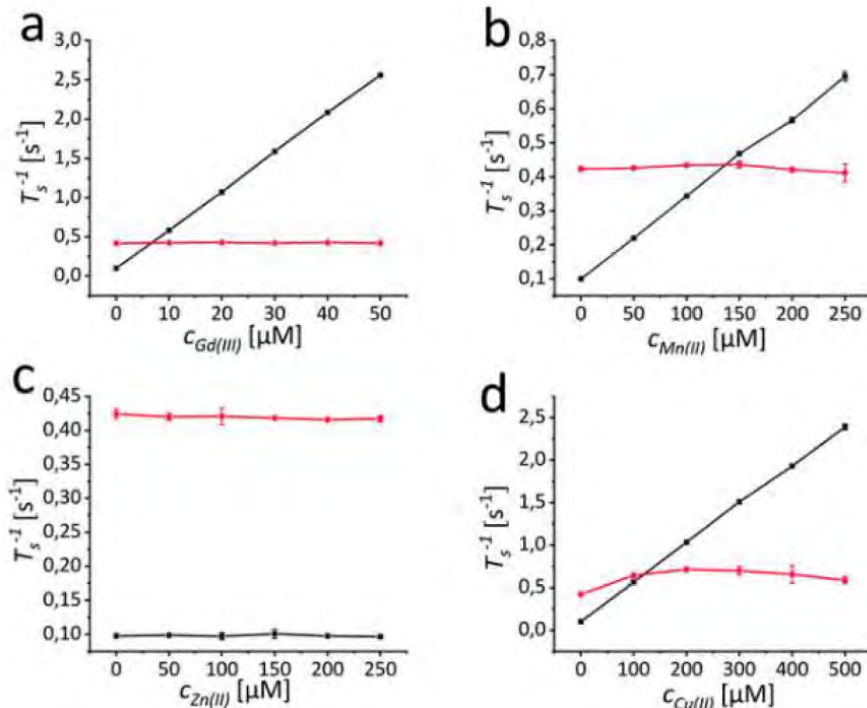 a
3,0
2,5
2,0
1,5
1,0
0,5
0,0
T_s^-1 [s^-1]
0 10 20 30 40 50
c_Gd(III) [µM]
b
0,8
0,7
0,6
0,5
0,4
0,3
0,2
0,1
T_s^-1 [s^-1]
0 50 100 150 200 250
c_Mn(II) [µM]
c
0,45
0,40
0,35
0,30
0,25
0,20
0,15
0,10
T_s^-1 [s^-1]
0 50 100 150 200 250
c_Zn(II) [µM]
d
2,5
2,0
1,5
1,0
0,5
0,0
T_s^-1 [s^-1]
0 100 200 300 400 500
c_Cu(II) [µM]